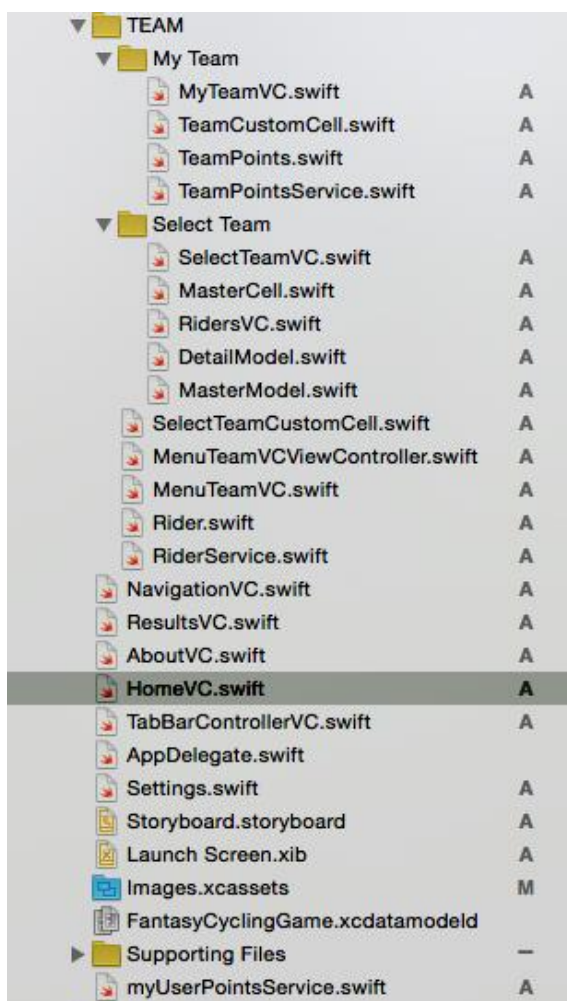 TEAM
My Team
MyTeamVC.swift A
TeamCustomCell.swift A
TeamPoints.swift A
TeamPointsService.swift A
Select Team
SelectTeamVC.swift A
MasterCell.swift A
RidersVC.swift A
DetailModel.swift A
MasterModel.swift A
SelectTeamCustomCell.swift A
MenuTeamVCViewController.swift A
MenuTeamVC.swift A
Rider.swift A
RiderService.swift A
NavigationVC.swift A
ResultsVC.swift A
AboutVC.swift A
HomeVC.swift A
TabBarControllerVC.swift A
AppDelegate.swift
Settings.swift A
Storyboard.storyboard A
Launch Screen.xib A
Images.xcassets M
FantasyCyclingGame.xcdatamodeld
Supporting Files –
myUserPointsService.swift A